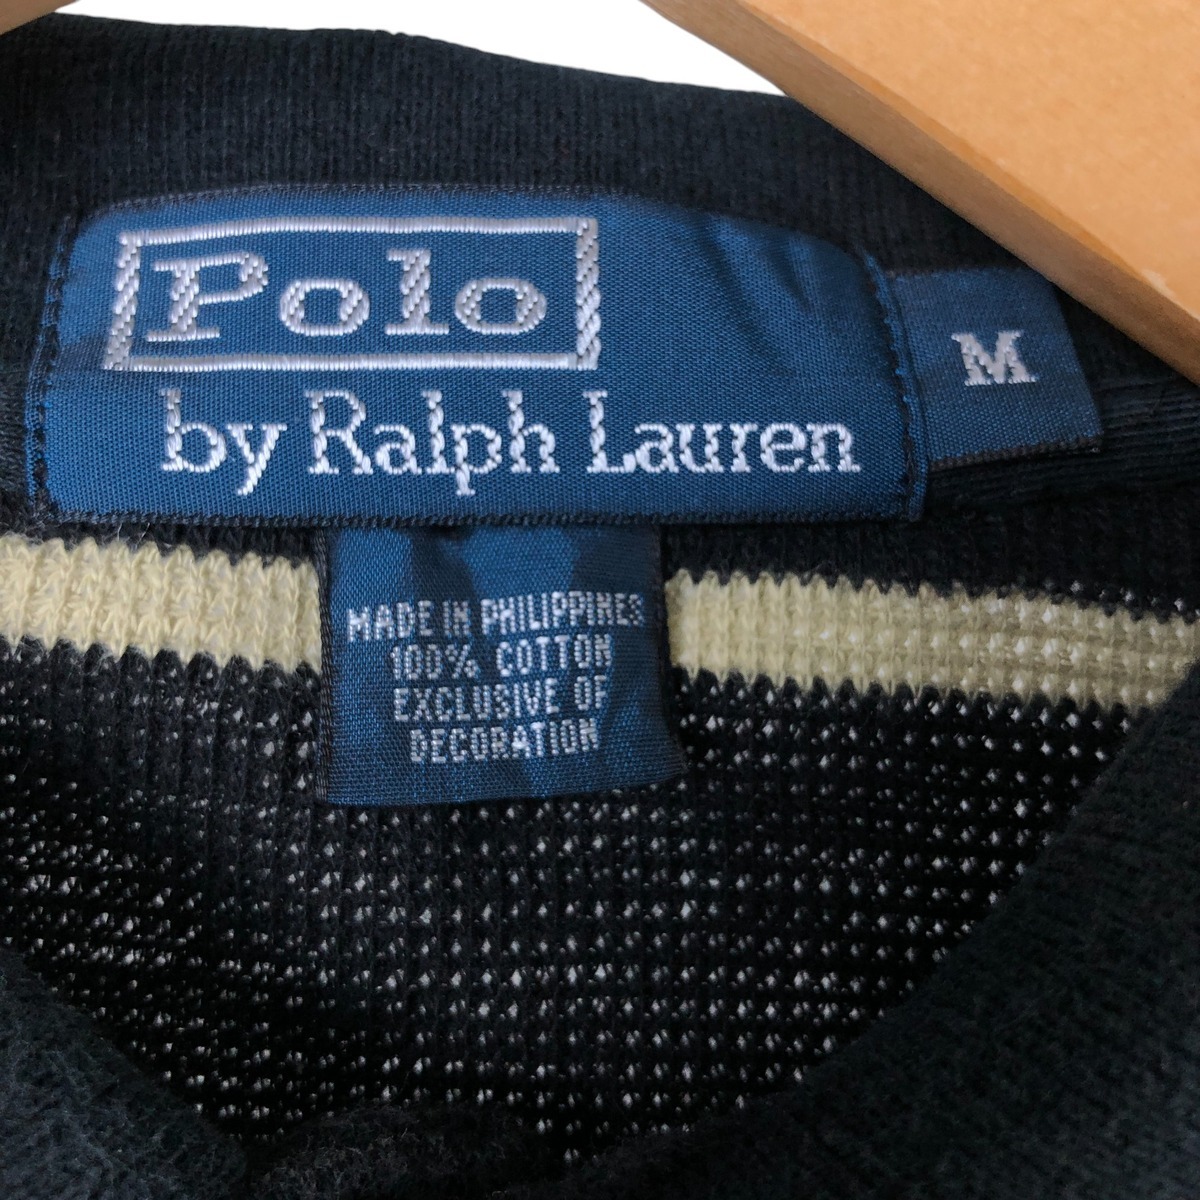 Polo
by Ralph Lauren
M
MADE IN PHILIPPINES
100% COTTON
EXCLUSIVE OF
DECORATION